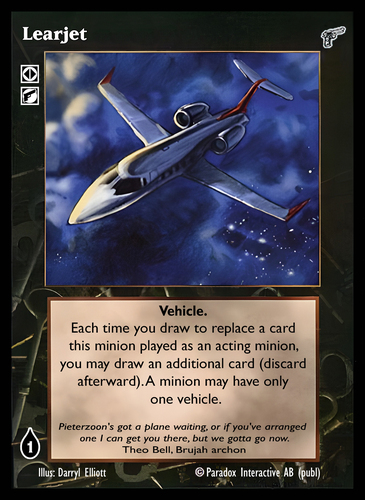 Learjet
Vehicle.
Each time you draw to replace a card
this minion played as an acting minion,
you may draw an additional card (discard
afterward). A minion may have only
one vehicle.
Pieterzoon's got a plane waiting, or if you've arranged
one I can get you there, but we gotta go now.
Theo Bell, Brujah archon
1
Illus: Darryl Elliott © Paradox Interactive AB (publ)